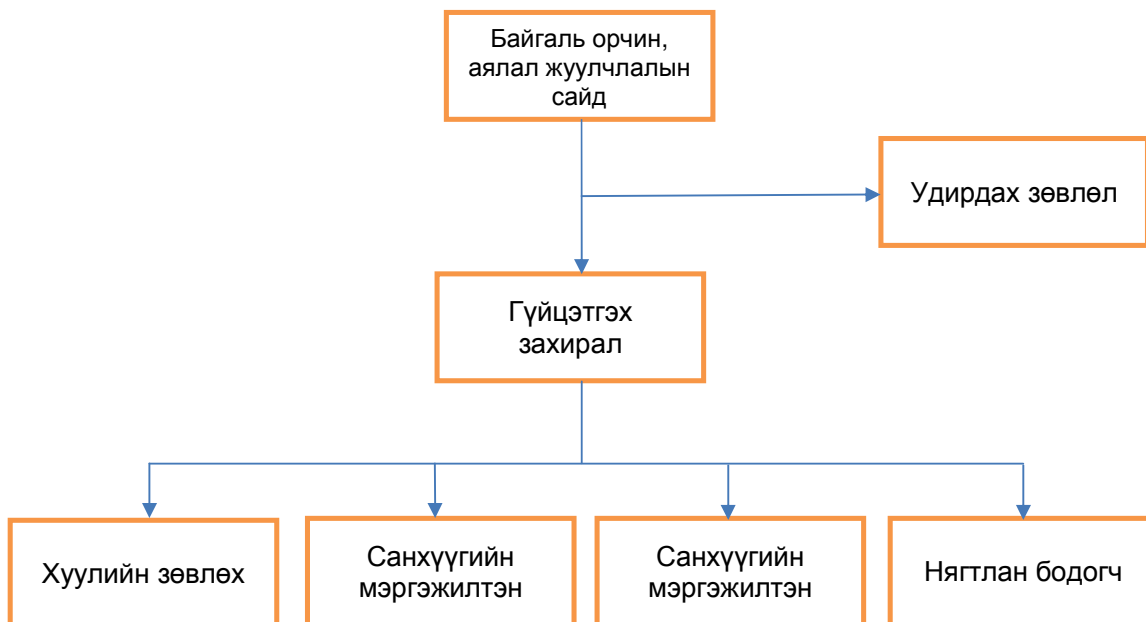 Байгаль орчин,
аялал жуулчлалын
сайд
Удирдах зөвлөл
Гүйцэтгэх
захирал
Хуулийн зөвлөх
Санхүүгийн
мэргэжилтэн
Санхүүгийн
мэргэжилтэн
Нягтлан бодогч